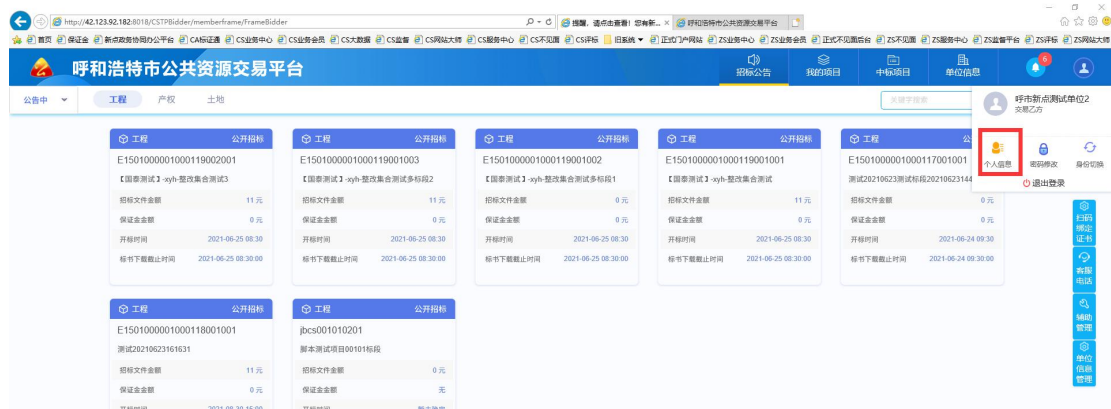 http://42.123.92.182:8018/CSTPBidder/memberframe/FrameBidder
提醒，请点击查看！您有新... ×
呼和浩特市公共资源交易平台
首页 保证金 新点政务协同办公平台 CA标证通 CS业务中心 CS业务会员 CS大数据 CS监督 CS网站大师 CS服务中心 CS不见面 CS评标 旧系统 正式门户网站 ZS业务中心 ZS业务会员 正式不见面后台 ZS不见面 ZS服务中心 ZS监督平台 ZS评标 ZS网站大师
呼和浩特市公共资源交易平台
招标公告 我的项目 中标项目 单位信息 6
公告中 工程 产权 土地 关键字搜索
呼市新点测试单位2
交易乙方
个人信息 密码修改 身份切换
退出登录
工程 公开招标
E1501000001000119002001
【国泰测试】-xyh-整改集合测试3
招标文件金额 11 元
保证金金额 0 元
开标时间 2021-06-25 08:30
标书下载截止时间 2021-06-25 08:30:00
工程 公开招标
E1501000001000119001003
【国泰测试】-xyh-整改集合测试多标段2
招标文件金额 11 元
保证金金额 0 元
开标时间 2021-06-25 08:30
标书下载截止时间 2021-06-25 08:30:00
工程 公开招标
E1501000001000119001002
【国泰测试】-xyh-整改集合测试多标段1
招标文件金额 0 元
保证金金额 0 元
开标时间 2021-06-25 08:30
标书下载截止时间 2021-06-25 08:30:00
工程 公开招标
E1501000001000119001001
【国泰测试】-xyh-整改集合测试
招标文件金额 11 元
保证金金额 0 元
开标时间 2021-06-25 08:30
标书下载截止时间 2021-06-25 08:30:00
工程 公
E1501000001000117001001
测试20210623测试标段2021062314
招标文件金额 0 元
保证金金额 0 元
开标时间 2021-06-24 09:30
标书下载截止时间 2021-06-24 09:30:00
工程 公开招标
E1501000001000118001001
测试20210623161631
招标文件金额 11 元
保证金金额 0 元
开标时间 2021-08-30 15:00
工程 公开招标
jbcs001010201
脚本测试项目00101标段
招标文件金额 0 元
保证金金额 无
开标时间
扫码
绑定
证书
客服
电话
辅助
管理
单位
信息
管理